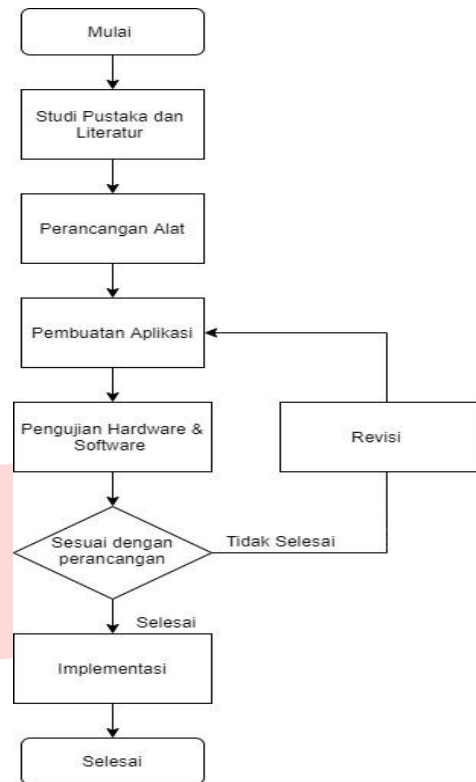 Mulai
Studi Pustaka dan
Literatur
Perancangan Alat
Pembuatan Aplikasi
Pengujian Hardware &
Software
Revisi
Sesuai dengan
perancangan
Tidak Selesai
Selesai
Implementasi
Selesai